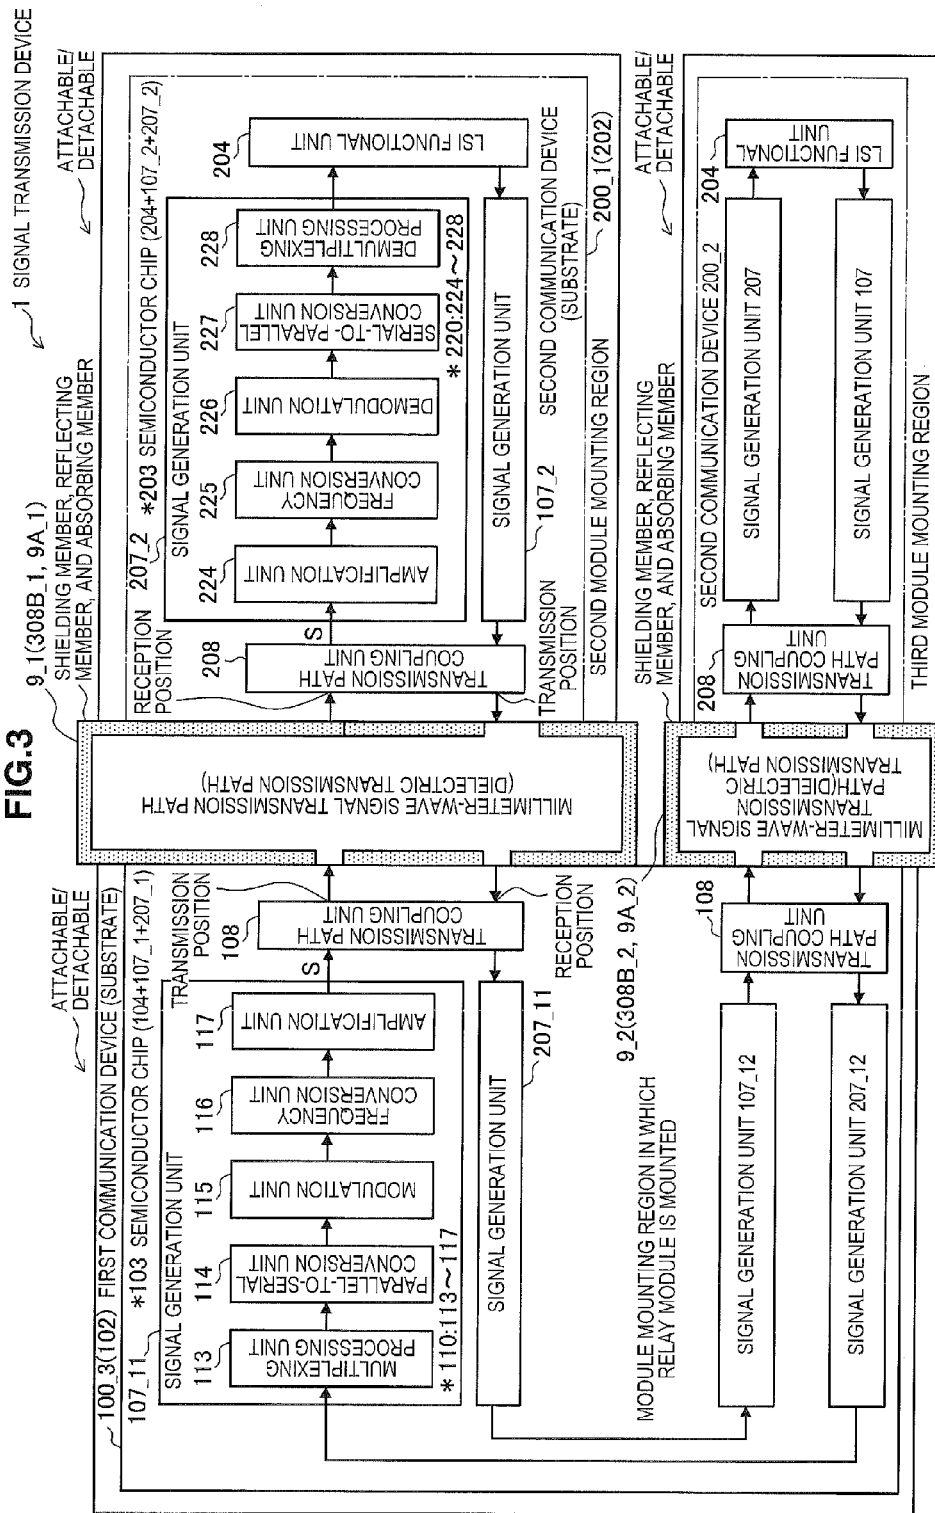 FIG.3
1 SIGNAL TRANSMISSION DEVICE
ATTACHABLE/
DETACHABLE
100_3(102) FIRST COMMUNICATION DEVICE (SUBSTRATE)
*103 SEMICONDUCTOR CHIP (104+107_1+207_1)
107_11
SIGNAL GENERATION UNIT
113
MULTIPLEXING
PROCESSING UNIT
114
PARALLEL-TO-SERIAL
CONVERSION UNIT
115
MODULATION UNIT
116
FREQUENCY
CONVERSION UNIT
117
AMPLIFICATION UNIT
*110:113～117
S
TRANSMISSION
POSITION
108
TRANSMISSION PATH
COUPLING UNIT
RECEPTION
POSITION
SIGNAL GENERATION UNIT
207_11
9_1(308B_1, 9A_1)
SHIELDING MEMBER, REFLECTING
MEMBER, AND ABSORBING MEMBER
MILLIMETER-WAVE SIGNAL TRANSMISSION PATH
(DIELECTRIC TRANSMISSION PATH)
ATTACHABLE/
DETACHABLE
*203 SEMICONDUCTOR CHIP (204+107_2+207_2)
207_2
SIGNAL GENERATION UNIT
RECEPTION
POSITION
208
TRANSMISSION PATH
COUPLING UNIT
S
224
AMPLIFICATION UNIT
225
FREQUENCY
CONVERSION UNIT
226
DEMODULATION UNIT
227
SERIAL-TO-PARALLEL
CONVERSION UNIT
228
DEMULTIPLEXING
PROCESSING UNIT
*220:224～228
204
LSI FUNCTIONAL UNIT
TRANSMISSION
POSITION
SIGNAL GENERATION UNIT
107_2
SECOND COMMUNICATION DEVICE
(SUBSTRATE)
SECOND MODULE MOUNTING REGION
200_1(202)
MODULE MOUNTING REGION IN WHICH
RELAY MODULE IS MOUNTED
SIGNAL GENERATION UNIT 107_12
SIGNAL GENERATION UNIT 207_12
108
TRANSMISSION
PATH COUPLING
UNIT
9_2(308B_2, 9A_2)
SHIELDING MEMBER, REFLECTING
MEMBER, AND ABSORBING MEMBER
MILLIMETER-WAVE SIGNAL
TRANSMISSION
PATH(DIELECTRIC
TRANSMISSION PATH)
ATTACHABLE/
DETACHABLE
SECOND COMMUNICATION DEVICE 200_2
208
TRANSMISSION
PATH COUPLING
UNIT
SIGNAL GENERATION UNIT 207
SIGNAL GENERATION UNIT 107
204
LSI FUNCTIONAL
UNIT
THIRD MODULE MOUNTING REGION